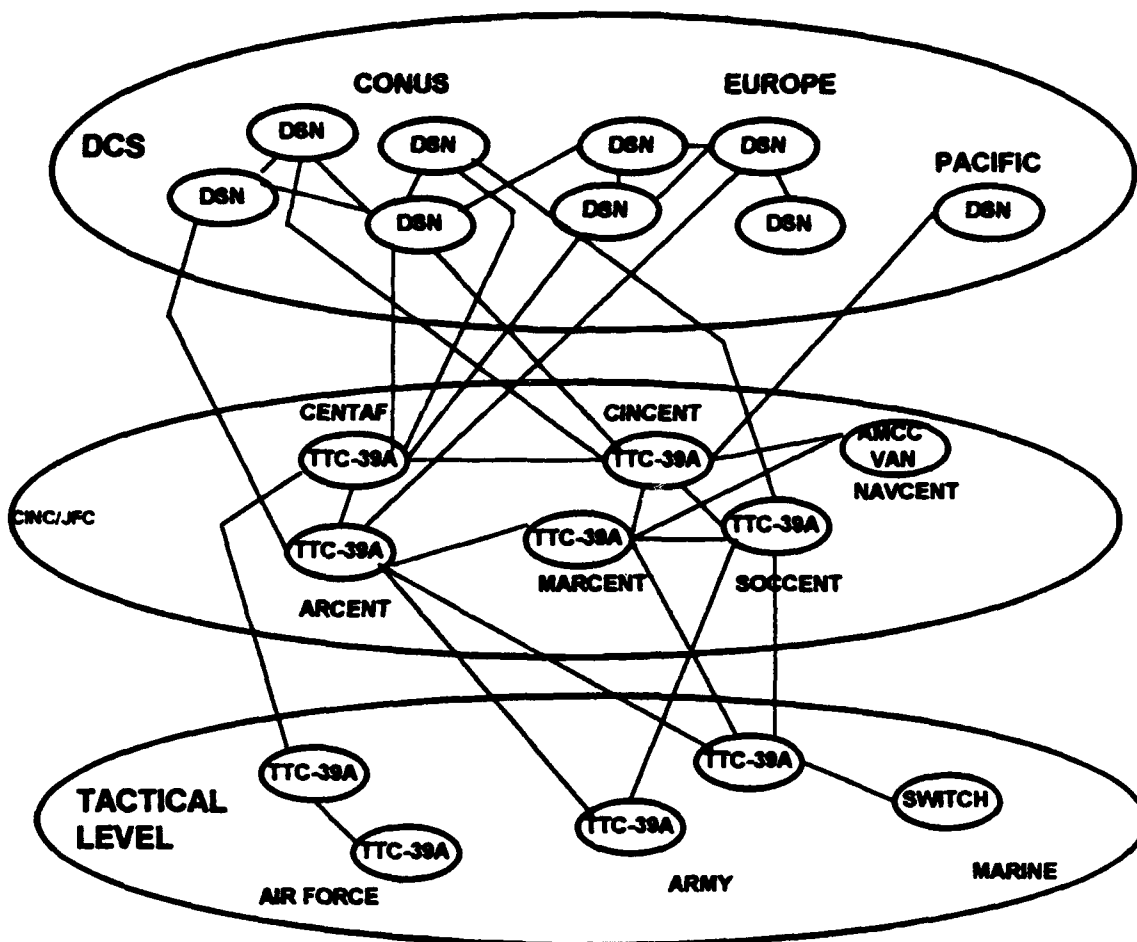 CONUS
EUROPE
DCS
DSN
DSN
DSN
DSN
PACIFIC
DSN
DSN
DSN
DSN
DSN
CENTAF
CINCENT
TTC-39A
TTC-39A
AMCC
VAN
NAVCENT
CINC/JFC
TTC-39A
TTC-39A
TTC-39A
MARCENT
SOCCENT
ARCENT
TTC-39A
TTC-39A
SWITCH
TACTICAL
LEVEL
TTC-39A
TTC-39A
AIR FORCE
ARMY
MARINE